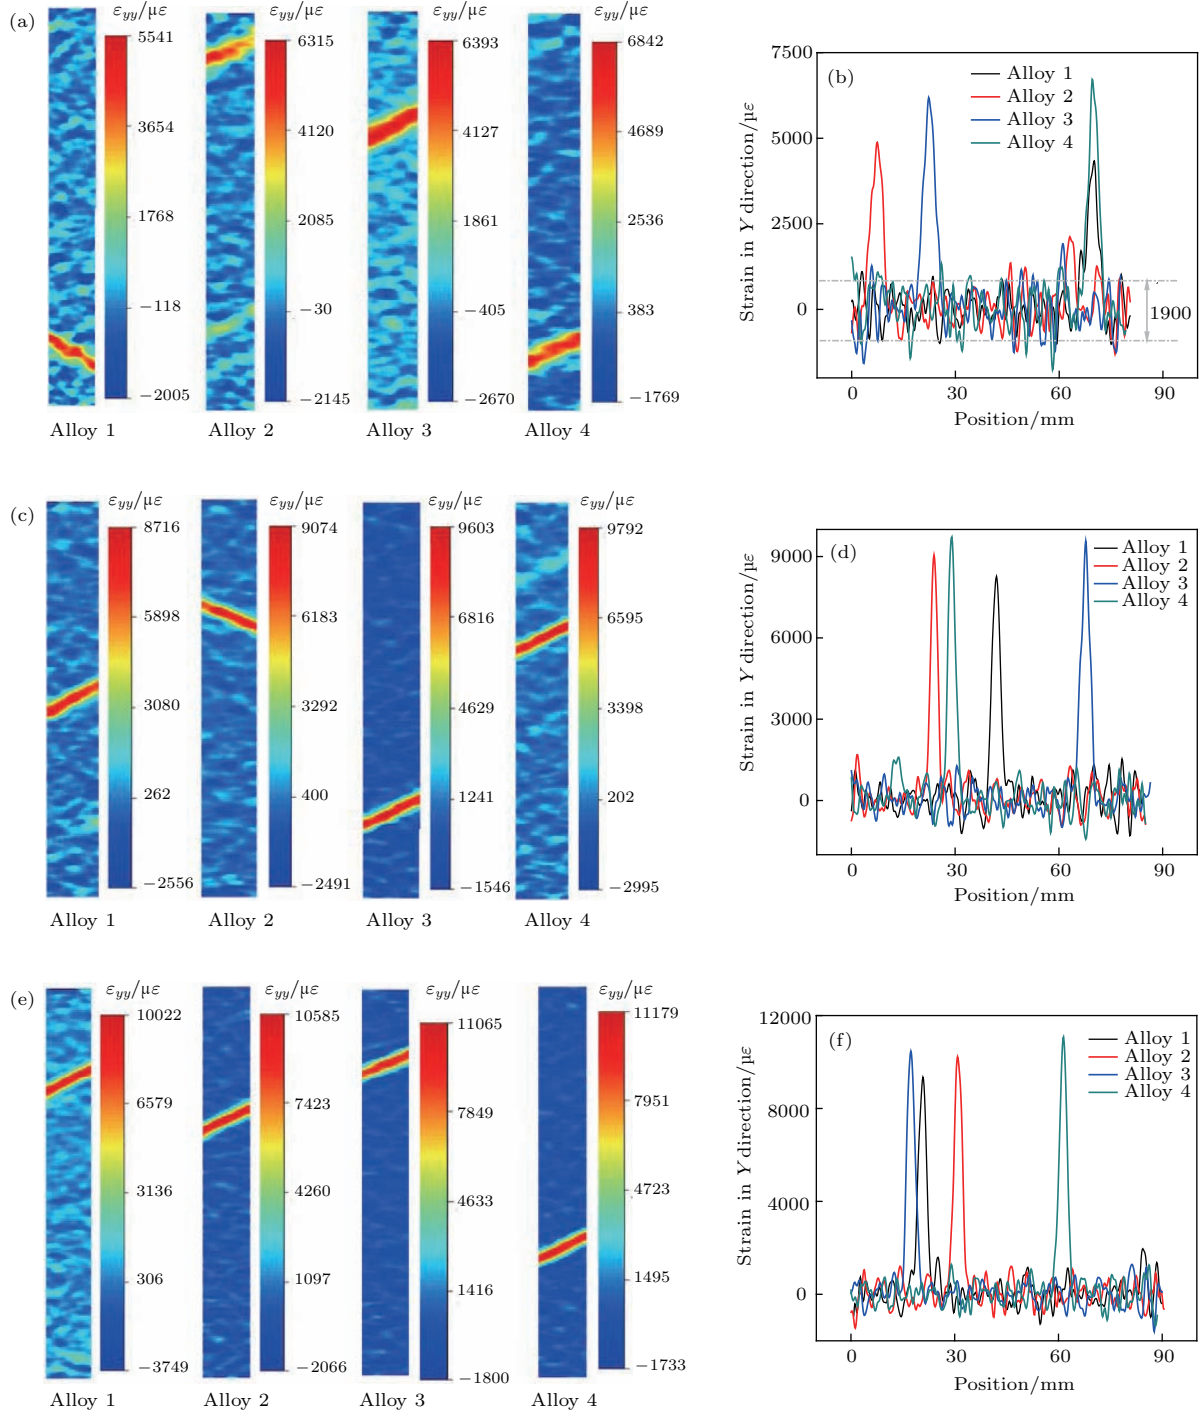 (a)
εyy/με
εyy/με
εyy/με
εyy/με
5541
3654
1768
−118
−2005
6315
4120
2085
−30
−2145
6393
4127
1861
−405
−2670
6842
4689
2536
383
−1769
Alloy 1
Alloy 2
Alloy 3
Alloy 4
(b)
Alloy 1
Alloy 2
Alloy 3
Alloy 4
7500
5000
2500
0
Strain in Y direction/με
1900
0
30
60
90
Position/mm
(c)
εyy/με
εyy/με
εyy/με
εyy/με
8716
5898
3080
262
−2556
9074
6183
3292
400
−2491
9603
6816
4629
1241
−1546
9792
6595
3398
202
−2995
Alloy 1
Alloy 2
Alloy 3
Alloy 4
(d)
Alloy 1
Alloy 2
Alloy 3
Alloy 4
9000
6000
3000
0
Strain in Y direction/με
0
30
60
90
Position/mm
(e)
εyy/με
εyy/με
εyy/με
εyy/με
10022
6579
3136
306
−3749
10585
7423
4260
1097
−2066
11065
7849
4633
1416
−1800
11179
7951
4723
1495
−1733
Alloy 1
Alloy 2
Alloy 3
Alloy 4
(f)
Alloy 1
Alloy 2
Alloy 3
Alloy 4
12000
8000
4000
0
Strain in Y direction/με
0
30
60
90
Position/mm